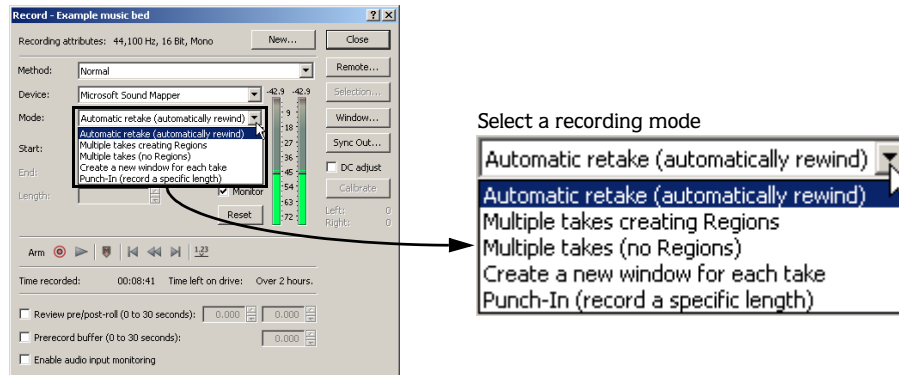 Record - Example music bed
Recording attributes: 44,100 Hz, 16 Bit, Mono
New...
Close
Method:
Normal
Remote...
Device:
Microsoft Sound Mapper
-42.9 -42.9
Selection...
Mode:
Automatic retake (automatically rewind)
Automatic retake (automatically rewind)
Multiple takes creating Regions
Multiple takes (no Regions)
Create a new window for each take
Punch-In (record a specific length)
9
18
27
36
45
54
63
72
Window...
Start:
Sync Out...
End:
DC adjust
Length:
Monitor
Calibrate
Reset
Left: 0
Right: 0
Arm
1,23
Time recorded: 00:08:41 Time left on drive: Over 2 hours.
Review pre/post-roll (0 to 30 seconds): 0.000 0.000
Prerecord buffer (0 to 30 seconds): 0.000
Enable audio input monitoring
Select a recording mode
Automatic retake (automatically rewind)
Automatic retake (automatically rewind)
Multiple takes creating Regions
Multiple takes (no Regions)
Create a new window for each take
Punch-In (record a specific length)